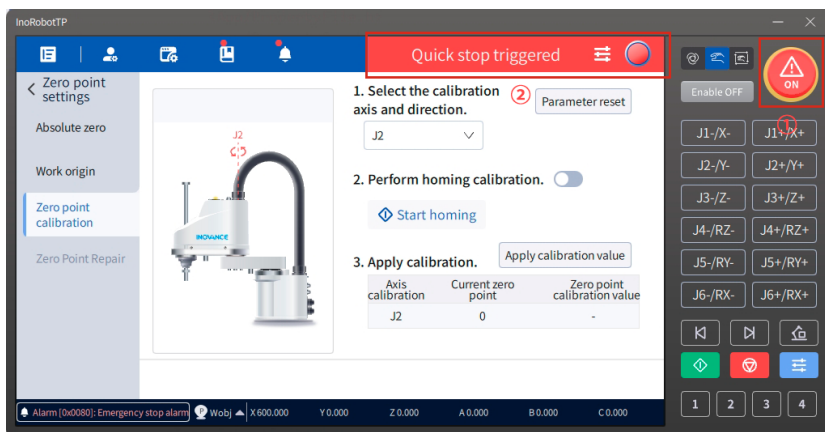 InoRobotTP
Quick stop triggered
Zero point
settings
Absolute zero
Work origin
Zero point
calibration
Zero Point Repair
J2
INOVANCE
1. Select the calibration
axis and direction.
②
Parameter reset
J2
2. Perform homing calibration.
Start homing
3. Apply calibration.
Apply calibration value
Axis
calibration
Current zero
point
Zero point
calibration value
J2
0
-
Alarm [0x0080]: Emergency stop alarm
P
Wobj
X 600.000
Y 0.000
Z 0.000
A 0.000
B 0.000
C 0.000
ON
①
Enable OFF
J1-/X-
J1+/X+
J2-/Y-
J2+/Y+
J3-/Z-
J3+/Z+
J4-/RZ-
J4+/RZ+
J5-/RY-
J5+/RY+
J6-/RX-
J6+/RX+
1
2
3
4